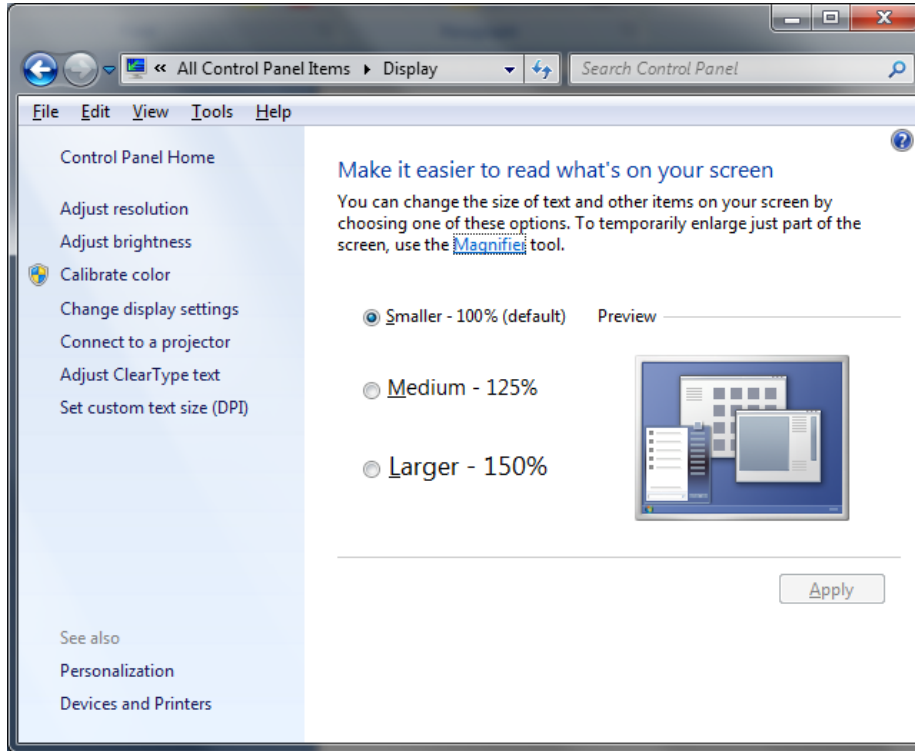 « All Control Panel Items ▸ Display
Search Control Panel
File Edit View Tools Help
Control Panel Home
Adjust resolution
Adjust brightness
Calibrate color
Change display settings
Connect to a projector
Adjust ClearType text
Set custom text size (DPI)
See also
Personalization
Devices and Printers
Make it easier to read what's on your screen
You can change the size of text and other items on your screen by
choosing one of these options. To temporarily enlarge just part of the
screen, use the Magnifier tool.
Smaller - 100% (default)
Preview
Medium - 125%
Larger - 150%
Apply